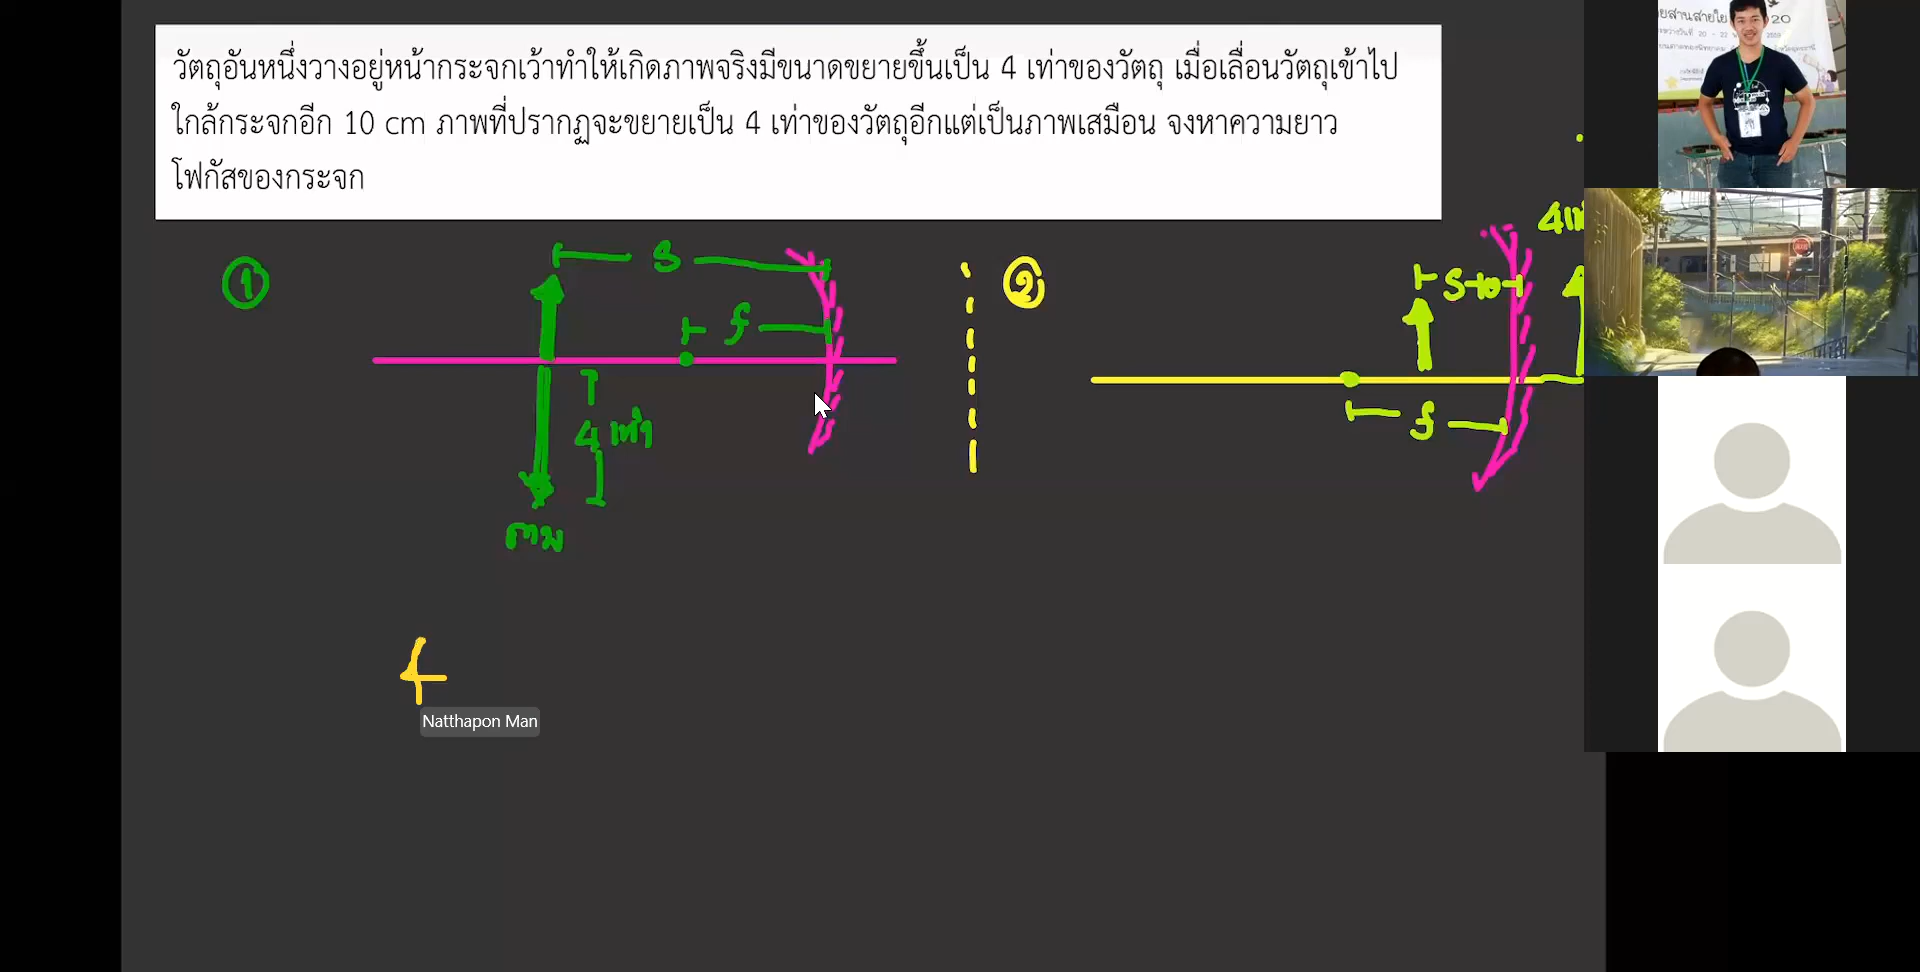 วัตถุอันหนึ่งวางอยู่หน้ากระจกเว้าทำให้เกิดภาพจริงมีขนาดขยายขึ้นเป็น 4 เท่าของวัตถุ เมื่อเลื่อนวัตถุเข้าไป
ใกล้กระจกอีก 10 cm ภาพที่ปรากฏจะขยายเป็น 4 เท่าของวัตถุอีกแต่เป็นภาพเสมือน จงหาความยาว
โฟกัสของกระจก
1
S
f
4 เท่า
ภาพ
2
4เท่
S-10
f
Natthapon Man
20